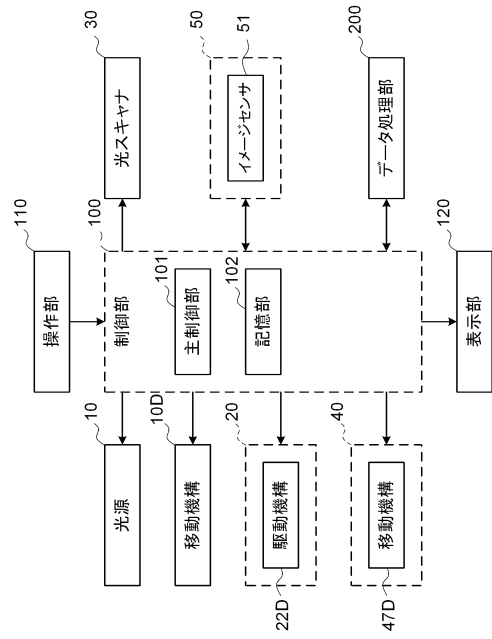 110
操作部
10
光源
100
制御部
30
光スキャナ
10D
移動機構
101
主制御部
50
51
イメージセンサ
20
駆動機構
22D
102
記憶部
40
移動機構
47D
200
データ処理部
120
表示部